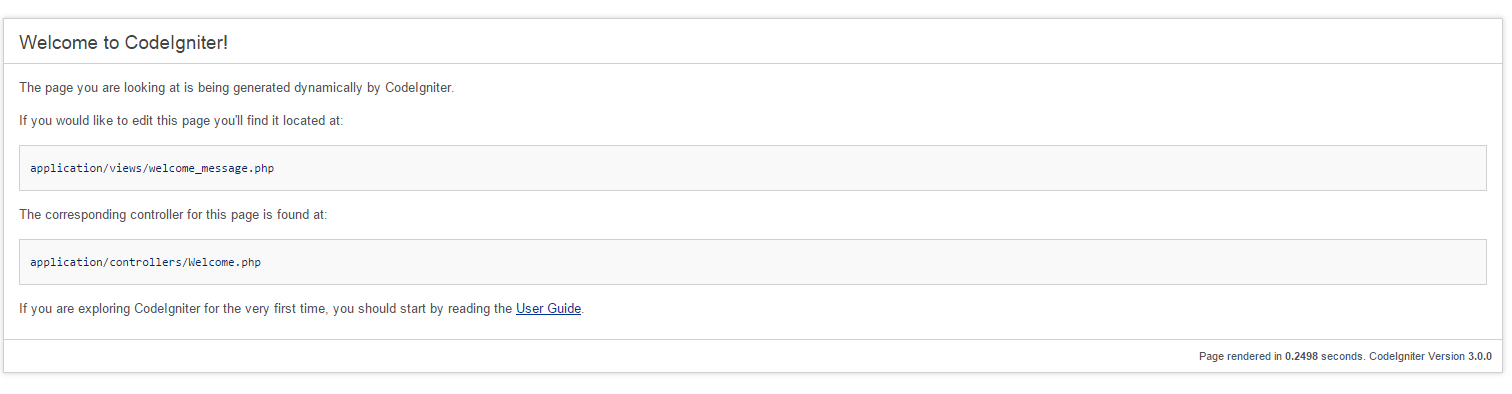 Welcome to CodeIgniter!
The page you are looking at is being generated dynamically by CodeIgniter.
If you would like to edit this page you'll find it located at:
application/views/welcome_message.php
The corresponding controller for this page is found at:
application/controllers/Welcome.php
If you are exploring CodeIgniter for the very first time, you should start by reading the User Guide.
Page rendered in 0.2498 seconds. CodeIgniter Version 3.0.0